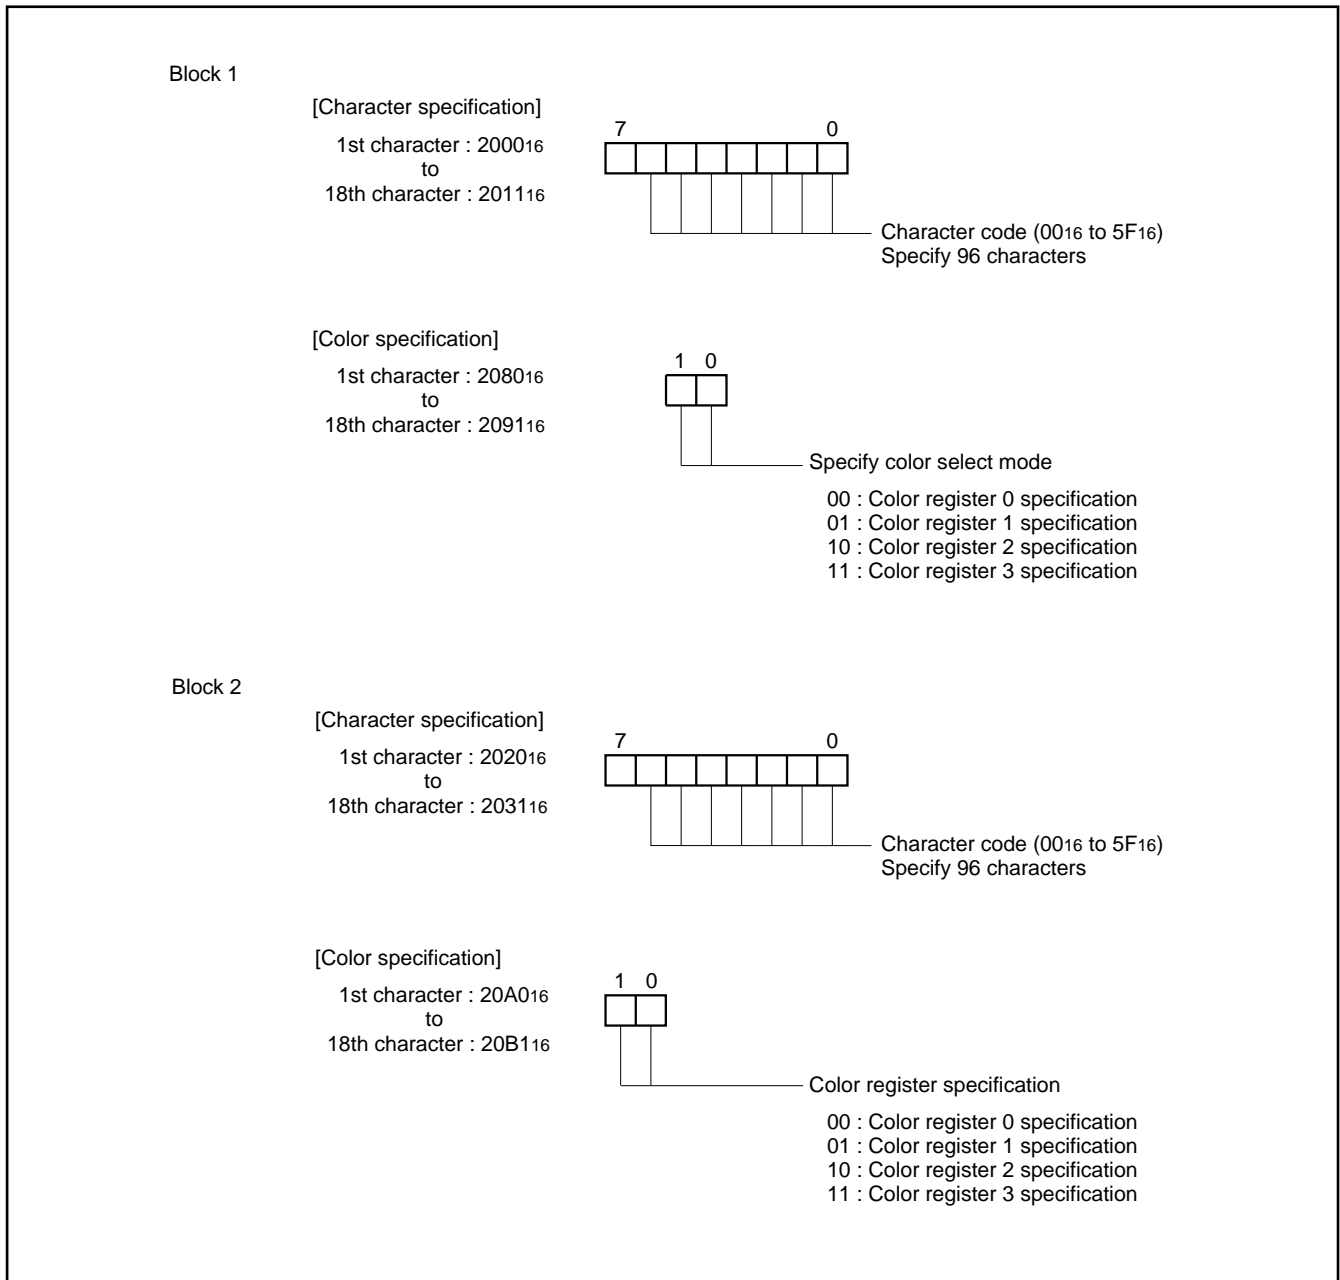 Block 1
[Character specification]
1st character : 200016
to
18th character : 201116
7 0
Character code (0016 to 5F16)
Specify 96 characters
[Color specification]
1st character : 208016
to
18th character : 209116
1 0
Specify color select mode
00 : Color register 0 specification
01 : Color register 1 specification
10 : Color register 2 specification
11 : Color register 3 specification
Block 2
[Character specification]
1st character : 202016
to
18th character : 203116
7 0
Character code (0016 to 5F16)
Specify 96 characters
[Color specification]
1st character : 20A016
to
18th character : 20B116
1 0
Color register specification
00 : Color register 0 specification
01 : Color register 1 specification
10 : Color register 2 specification
11 : Color register 3 specification